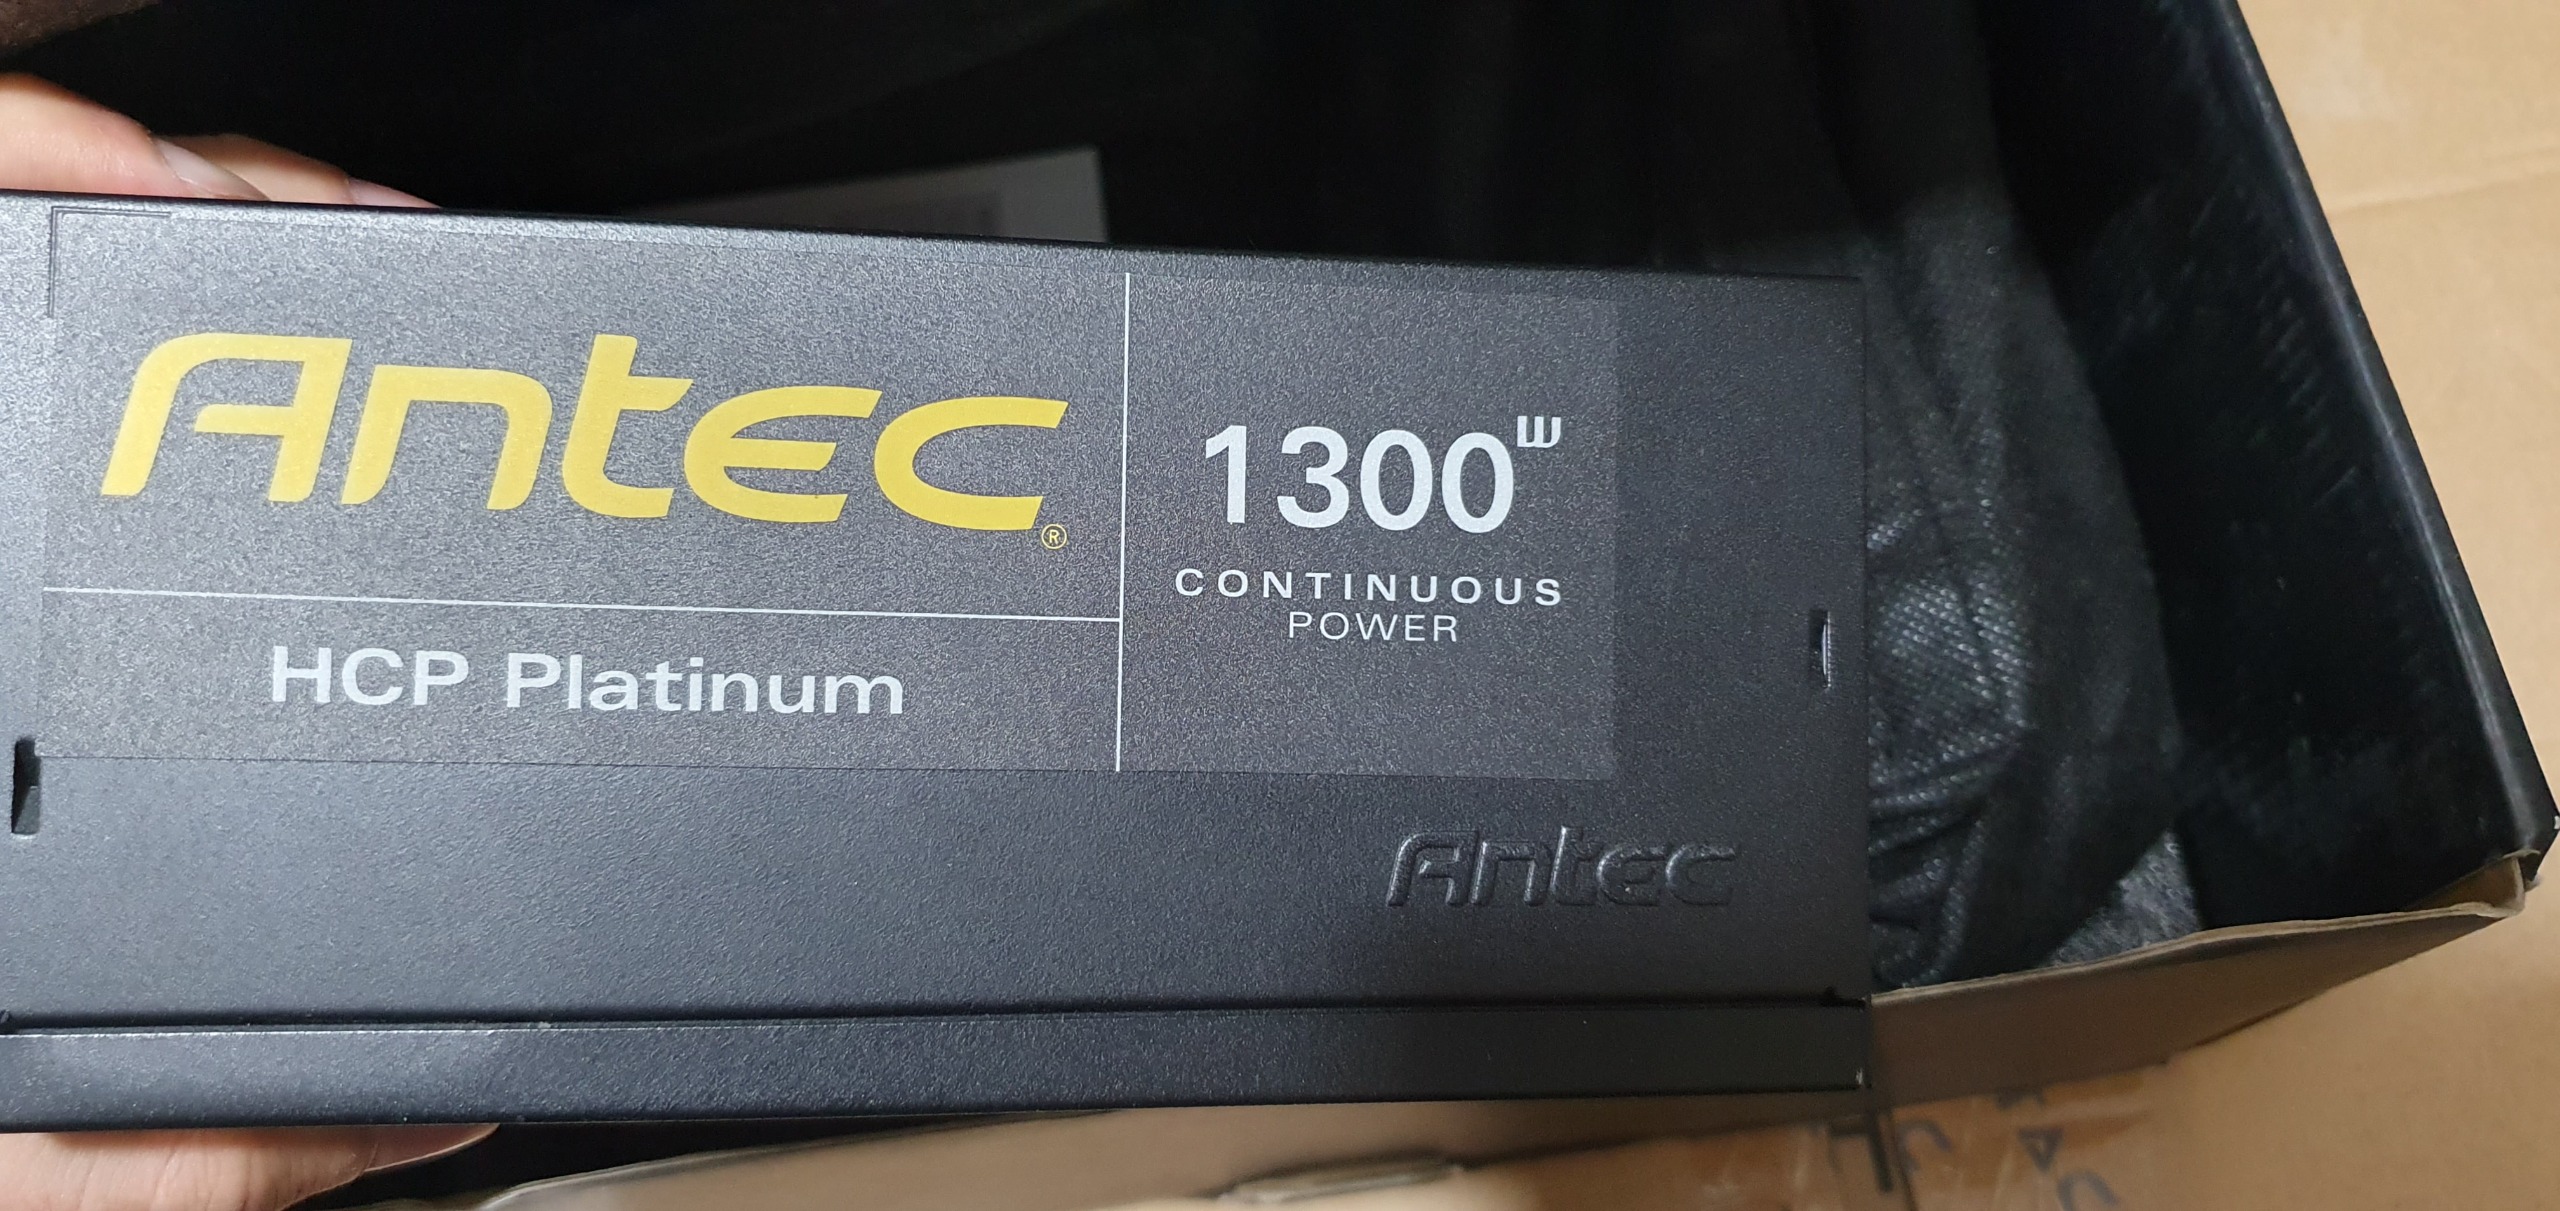 Antec®
HCP Platinum
1300W
CONTINUOUS
POWER
Antec